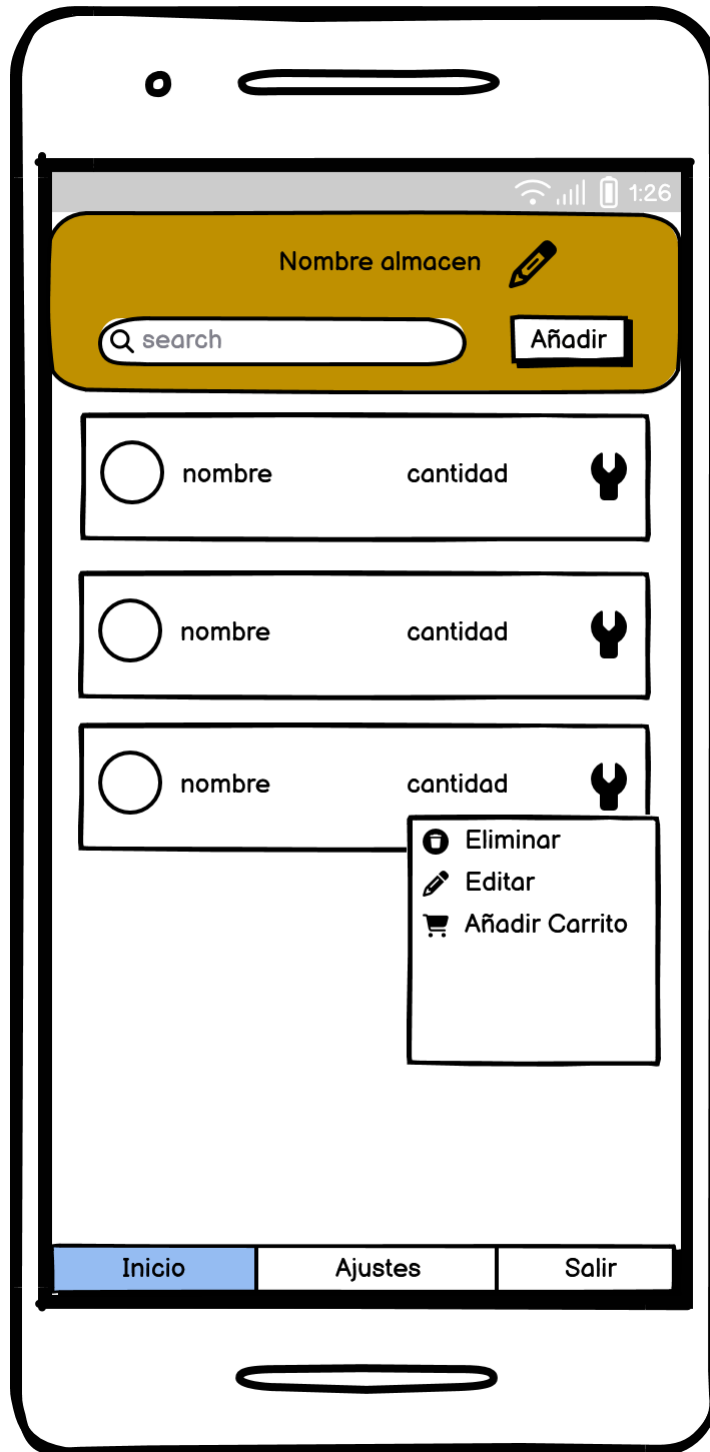 1:26
Nombre almacen
search
Añadir
nombre cantidad
nombre cantidad
nombre cantidad
Eliminar
Editar
Añadir Carrito
Inicio Ajustes Salir